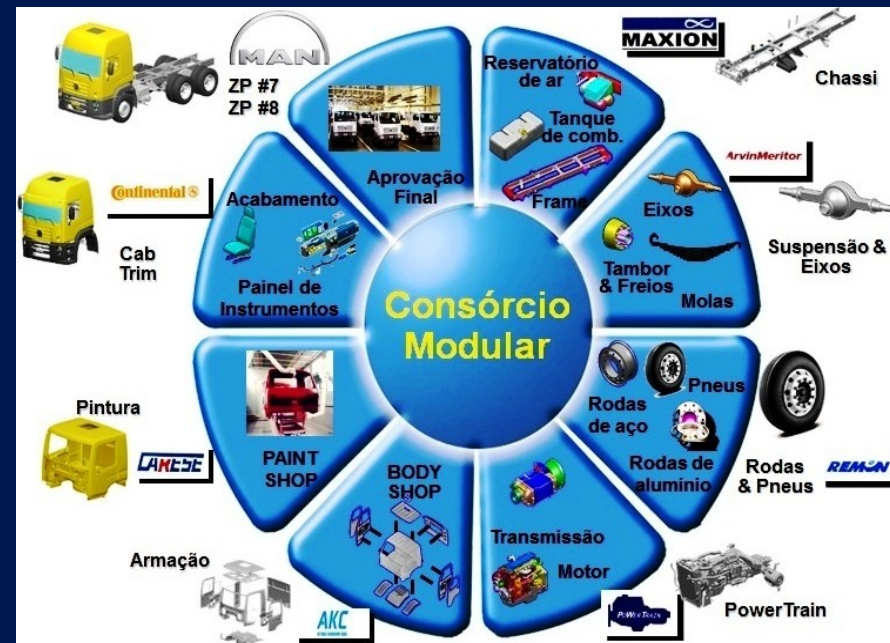 MAN
ZP #7
ZP #8
MAXION
Chassi
Reservatório
de ar
Tanque
de comb.
Frame
Aprovação
Final
ArvinMeritor
Eixos
Tambor
& Freios
Molas
Suspensão &
Eixos
Continental
Cab
Trim
Acabamento
Painel de
Instrumentos
Consórcio
Modular
Pneus
Rodas
de aço
Rodas de
alumínio
Rodas
& Pneus
REMON
Pintura
CARESE
PAINT
SHOP
BODY
SHOP
Transmissão
Motor
Armação
AKC
POWERTRAIN
PowerTrain